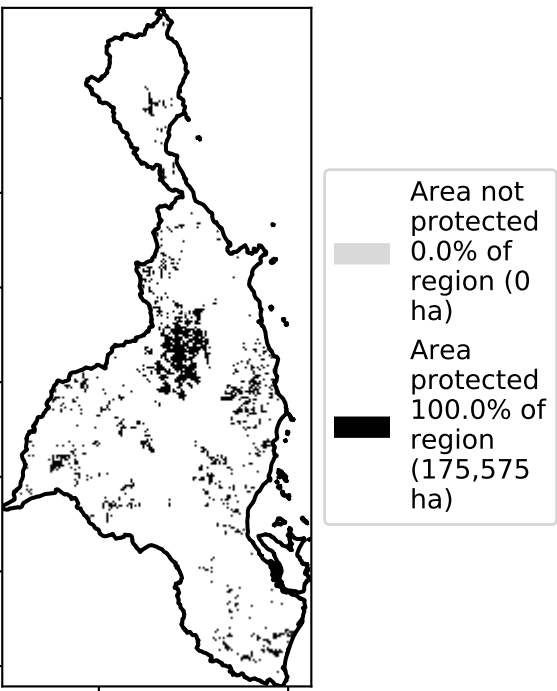 Area not
protected
0.0% of
region (0
ha)
Area
protected
100.0% of
region
(175,575
ha)